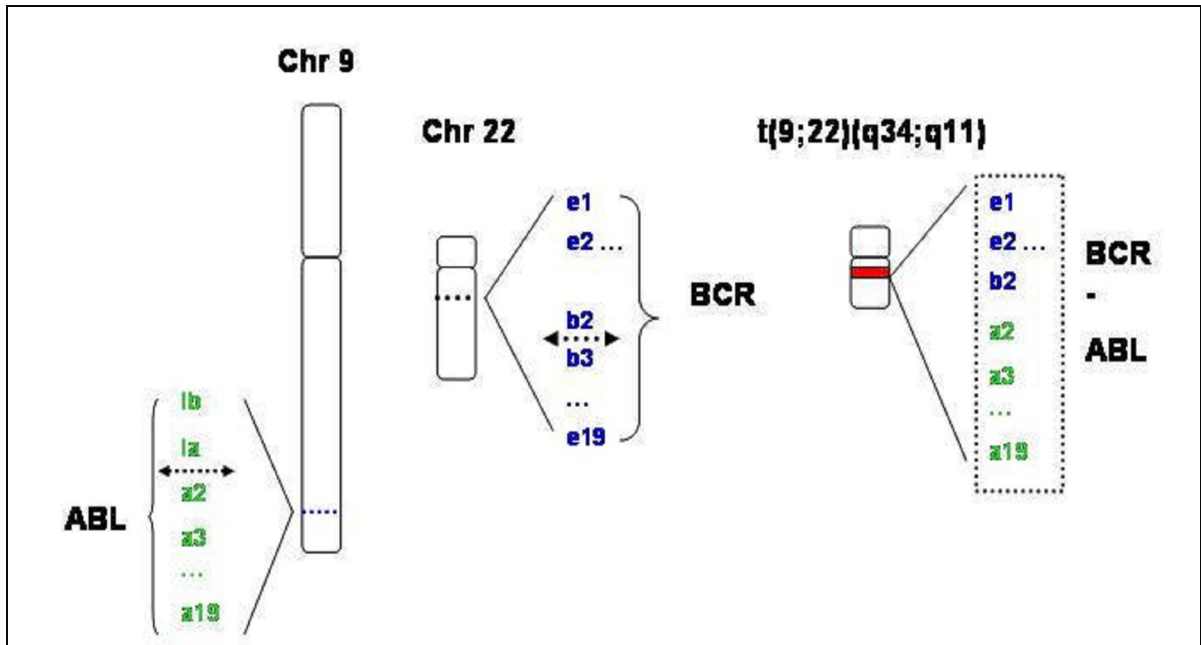 Chr 9
Chr 22
t(9;22)(q34;q11)
ABL
Ib
Ia
a2
a3
...
a19
e1
e2 ...
b2
b3
...
e19
BCR
e1
e2 ...
b2
a2
a3
...
a19
BCR
-
ABL